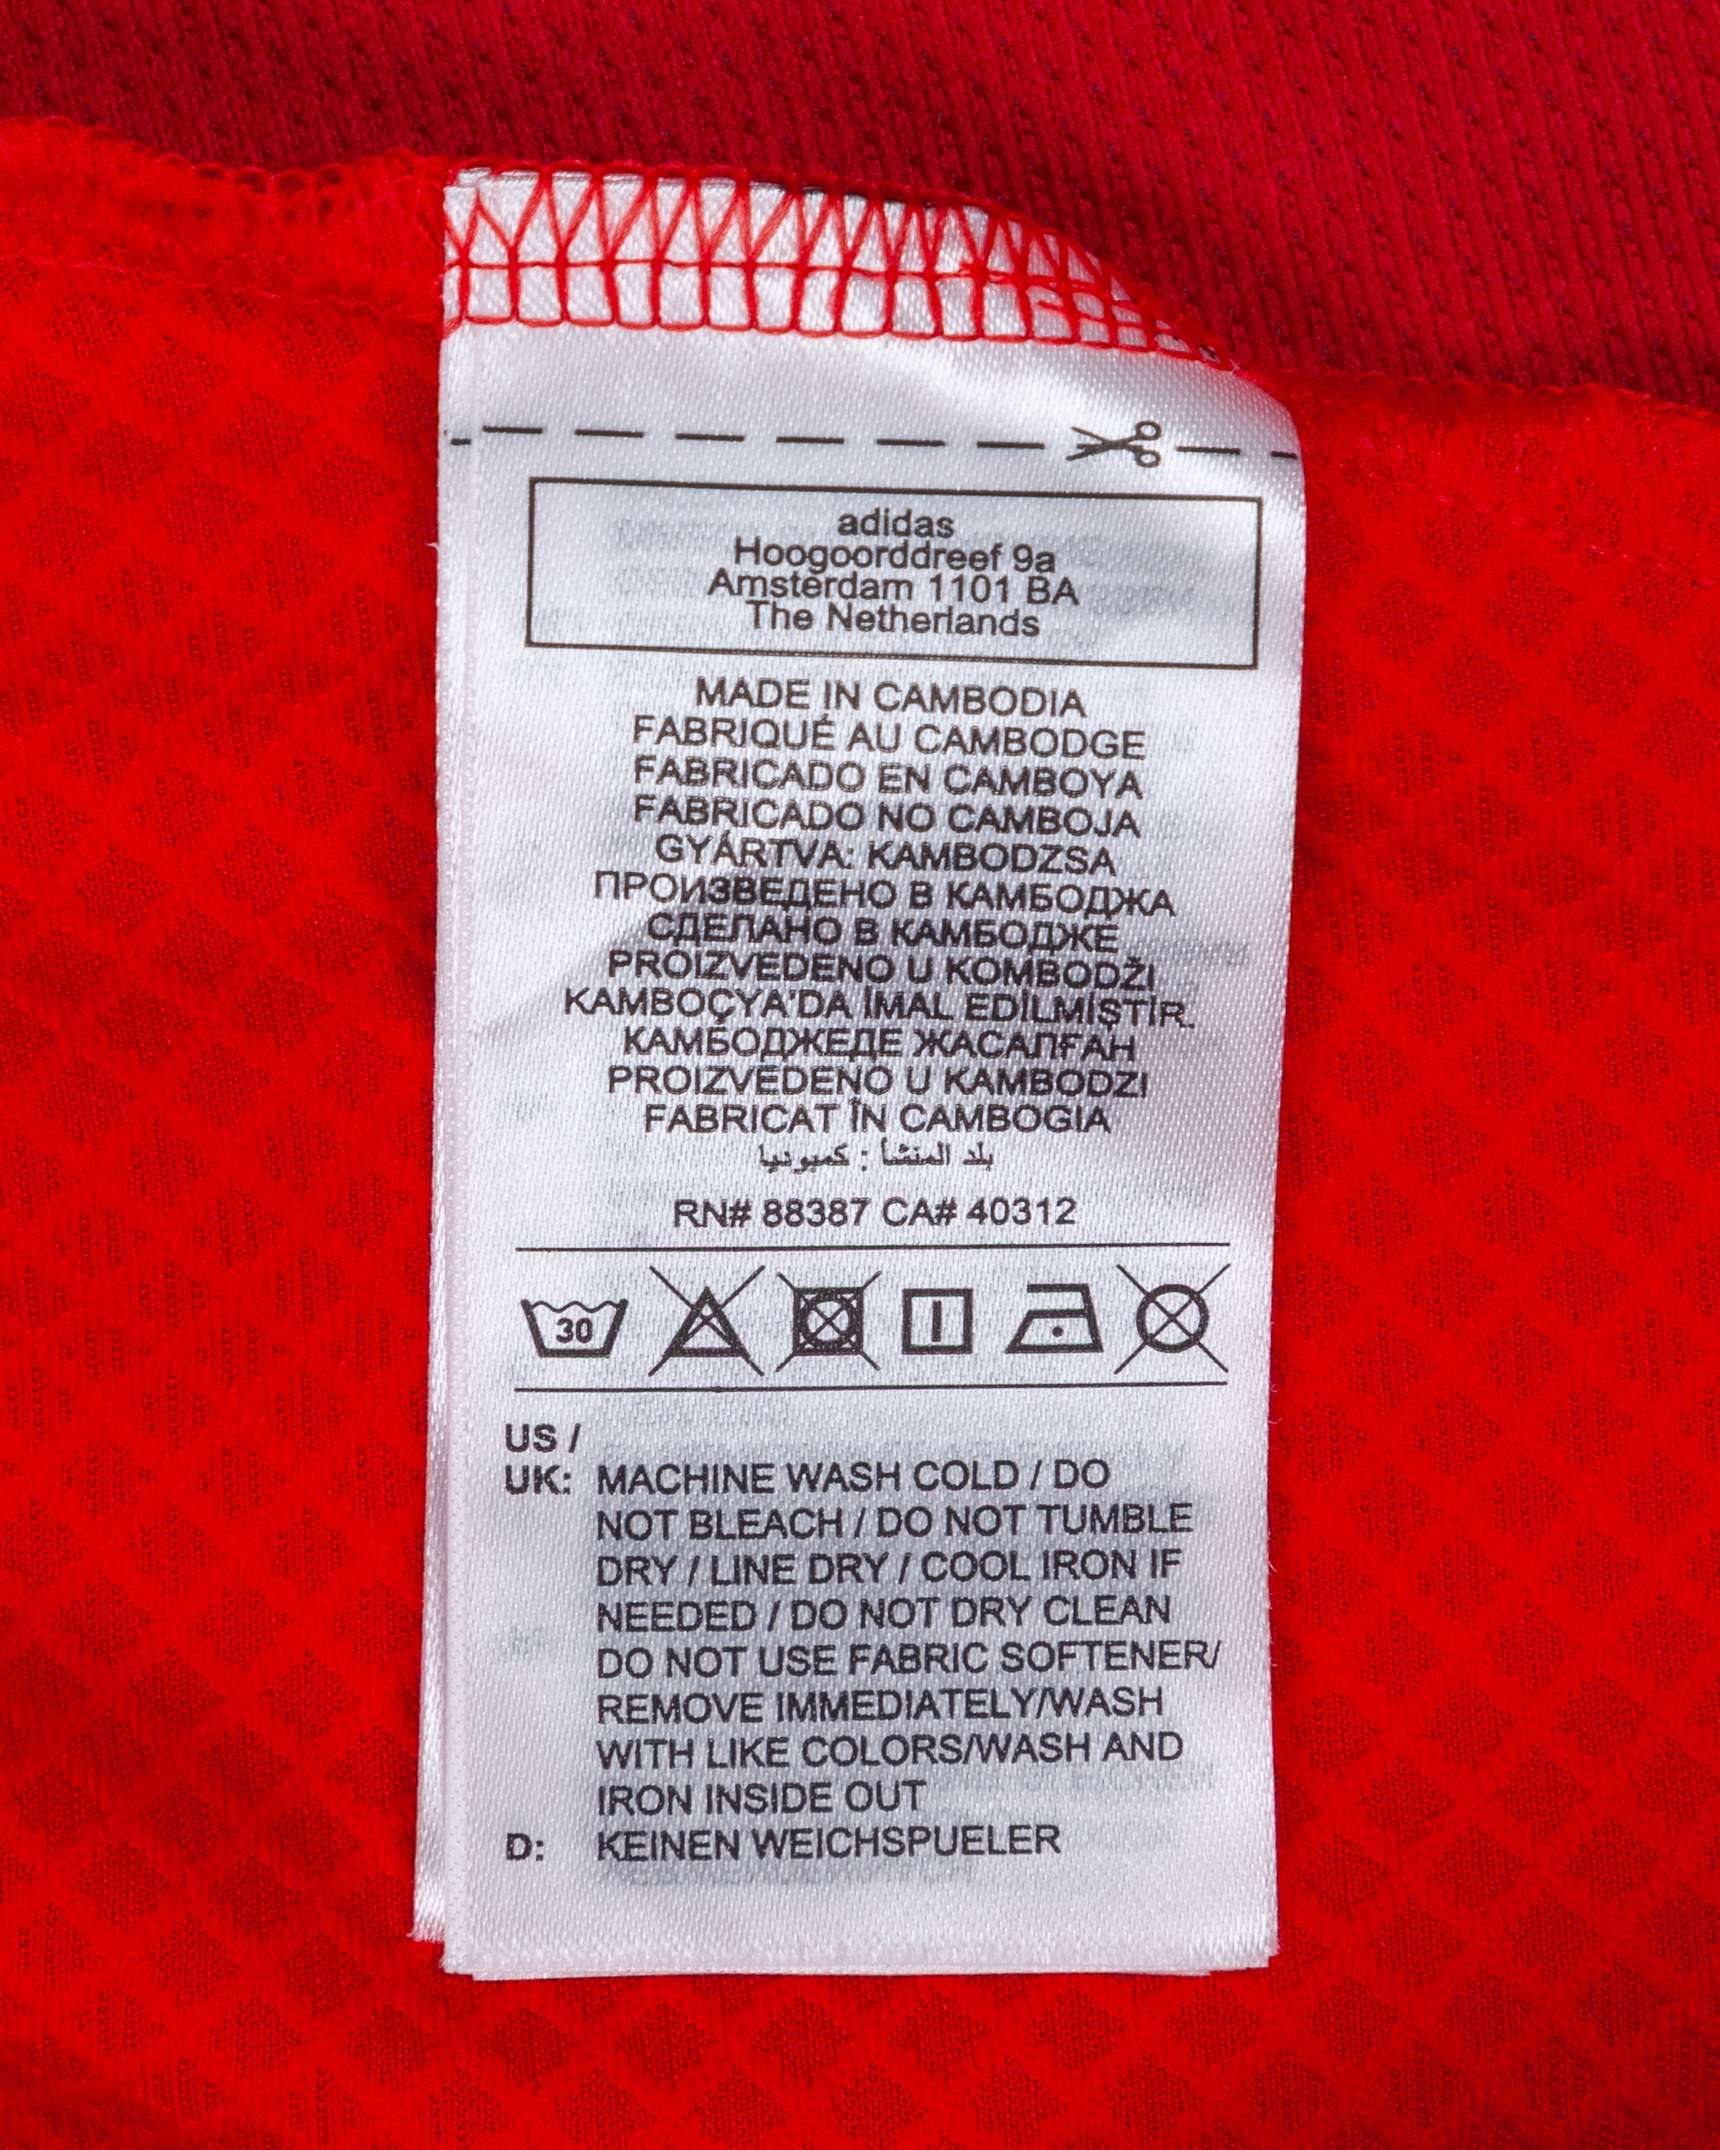 adidas
Hoogoorddreef 9a
Amsterdam 1101 BA
The Netherlands
MADE IN CAMBODIA
FABRIQUÉ AU CAMBODGE
FABRICADO EN CAMBOYA
FABRICADO NO CAMBOJA
GYÁRTVA: KAMBODZSA
ПРОИЗВЕДЕНО В КАМБОДЖА
СДЕЛАНО В КАМБОДЖЕ
PROIZVEDENO U KOMBODŽI
KAMBOÇYA'DA İMAL EDİLMİŞTİR.
КАМБОДЖЕДЕ ЖАСАЛҒАН
PROIZVEDENO U KAMBODZI
FABRICAT ÎN CAMBOGIA
بلد المنشأ : كمبوديا
RN# 88387 CA# 40312
30
US /
UK: MACHINE WASH COLD / DO
NOT BLEACH / DO NOT TUMBLE
DRY / LINE DRY / COOL IRON IF
NEEDED / DO NOT DRY CLEAN
DO NOT USE FABRIC SOFTENER/
REMOVE IMMEDIATELY/WASH
WITH LIKE COLORS/WASH AND
IRON INSIDE OUT
D: KEINEN WEICHSPUELER